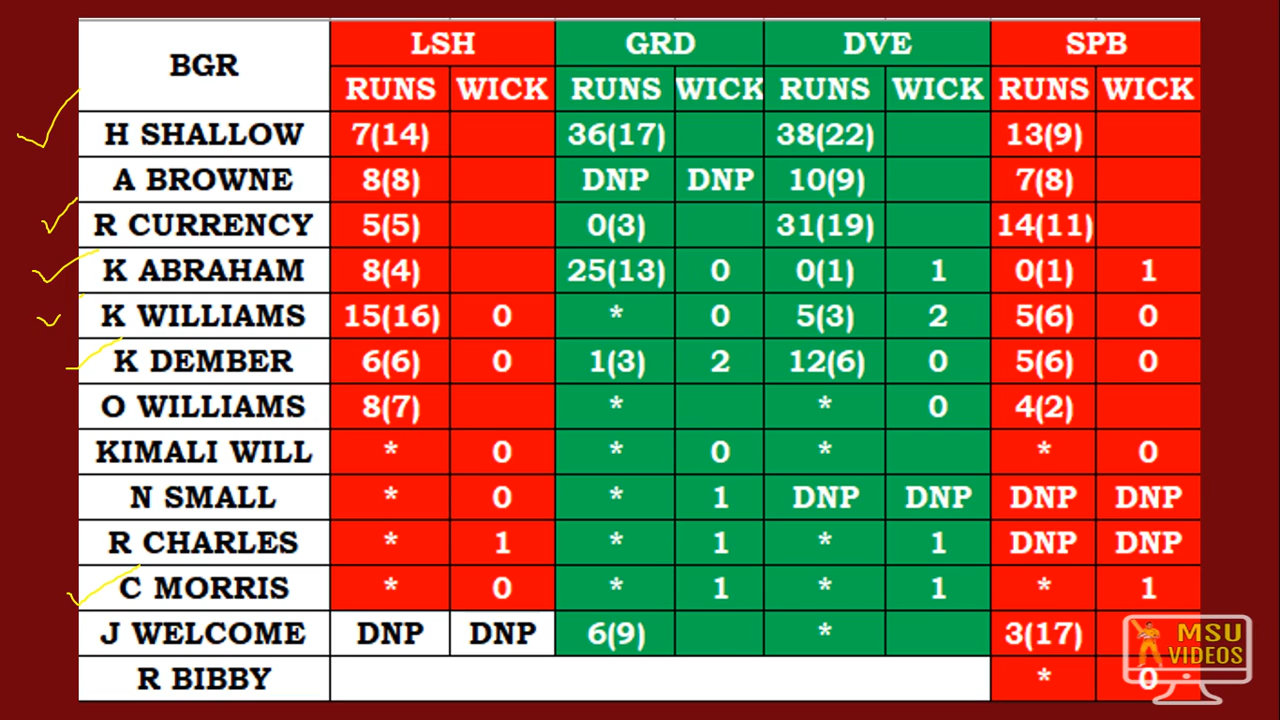 BGR LSH GRD DVE SPB
RUNS WICK RUNS WICK RUNS WICK RUNS WICK
H SHALLOW 7(14) 36(17) 38(22) 13(9)
A BROWNE 8(8) DNP DNP 10(9) 7(8)
R CURRENCY 5(5) 0(3) 31(19) 14(11)
K ABRAHAM 8(4) 25(13) 0 0(1) 1 0(1) 1
K WILLIAMS 15(16) 0 * 0 5(3) 2 5(6) 0
K DEMBER 6(6) 0 1(3) 2 12(6) 0 5(6) 0
O WILLIAMS 8(7) * * 0 4(2)
KIMALI WILL * 0 * 0 * * 0
N SMALL * 0 * 1 DNP DNP DNP DNP
R CHARLES * 1 * 1 * 1 DNP DNP
C MORRIS * 0 * 1 * 1 * 1
J WELCOME DNP DNP 6(9) * 3(17)
R BIBBY * 0
MSU
VIDEOS